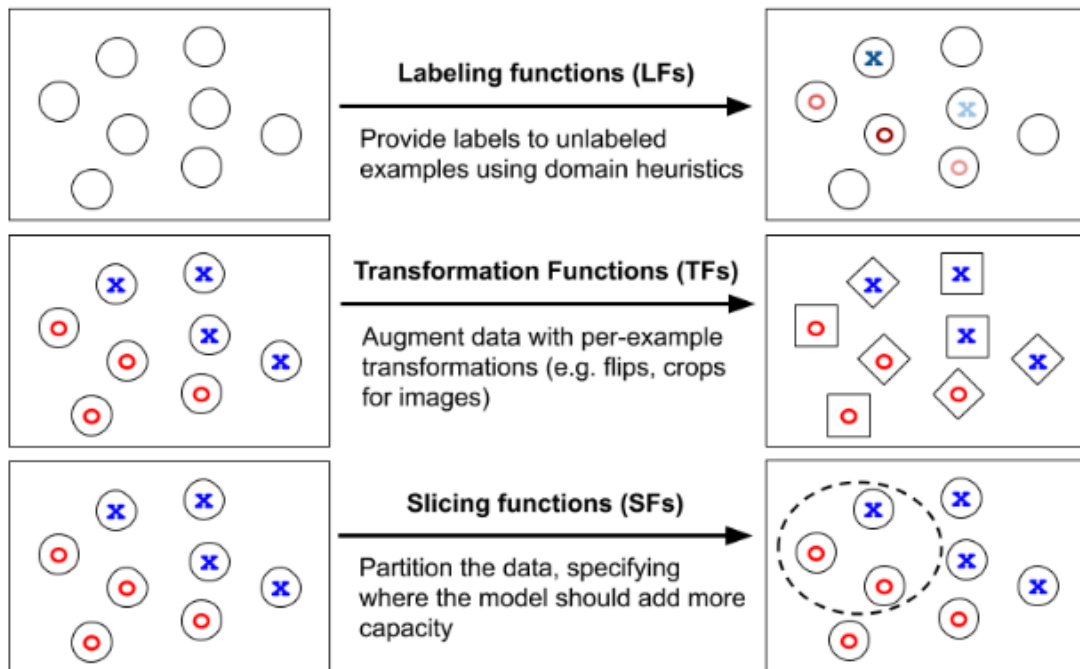 Labeling functions (LFs)
Provide labels to unlabeled
examples using domain heuristics
Transformation Functions (TFs)
Augment data with per-example
transformations (e.g. flips, crops
for images)
Slicing functions (SFs)
Partition the data, specifying
where the model should add more
capacity